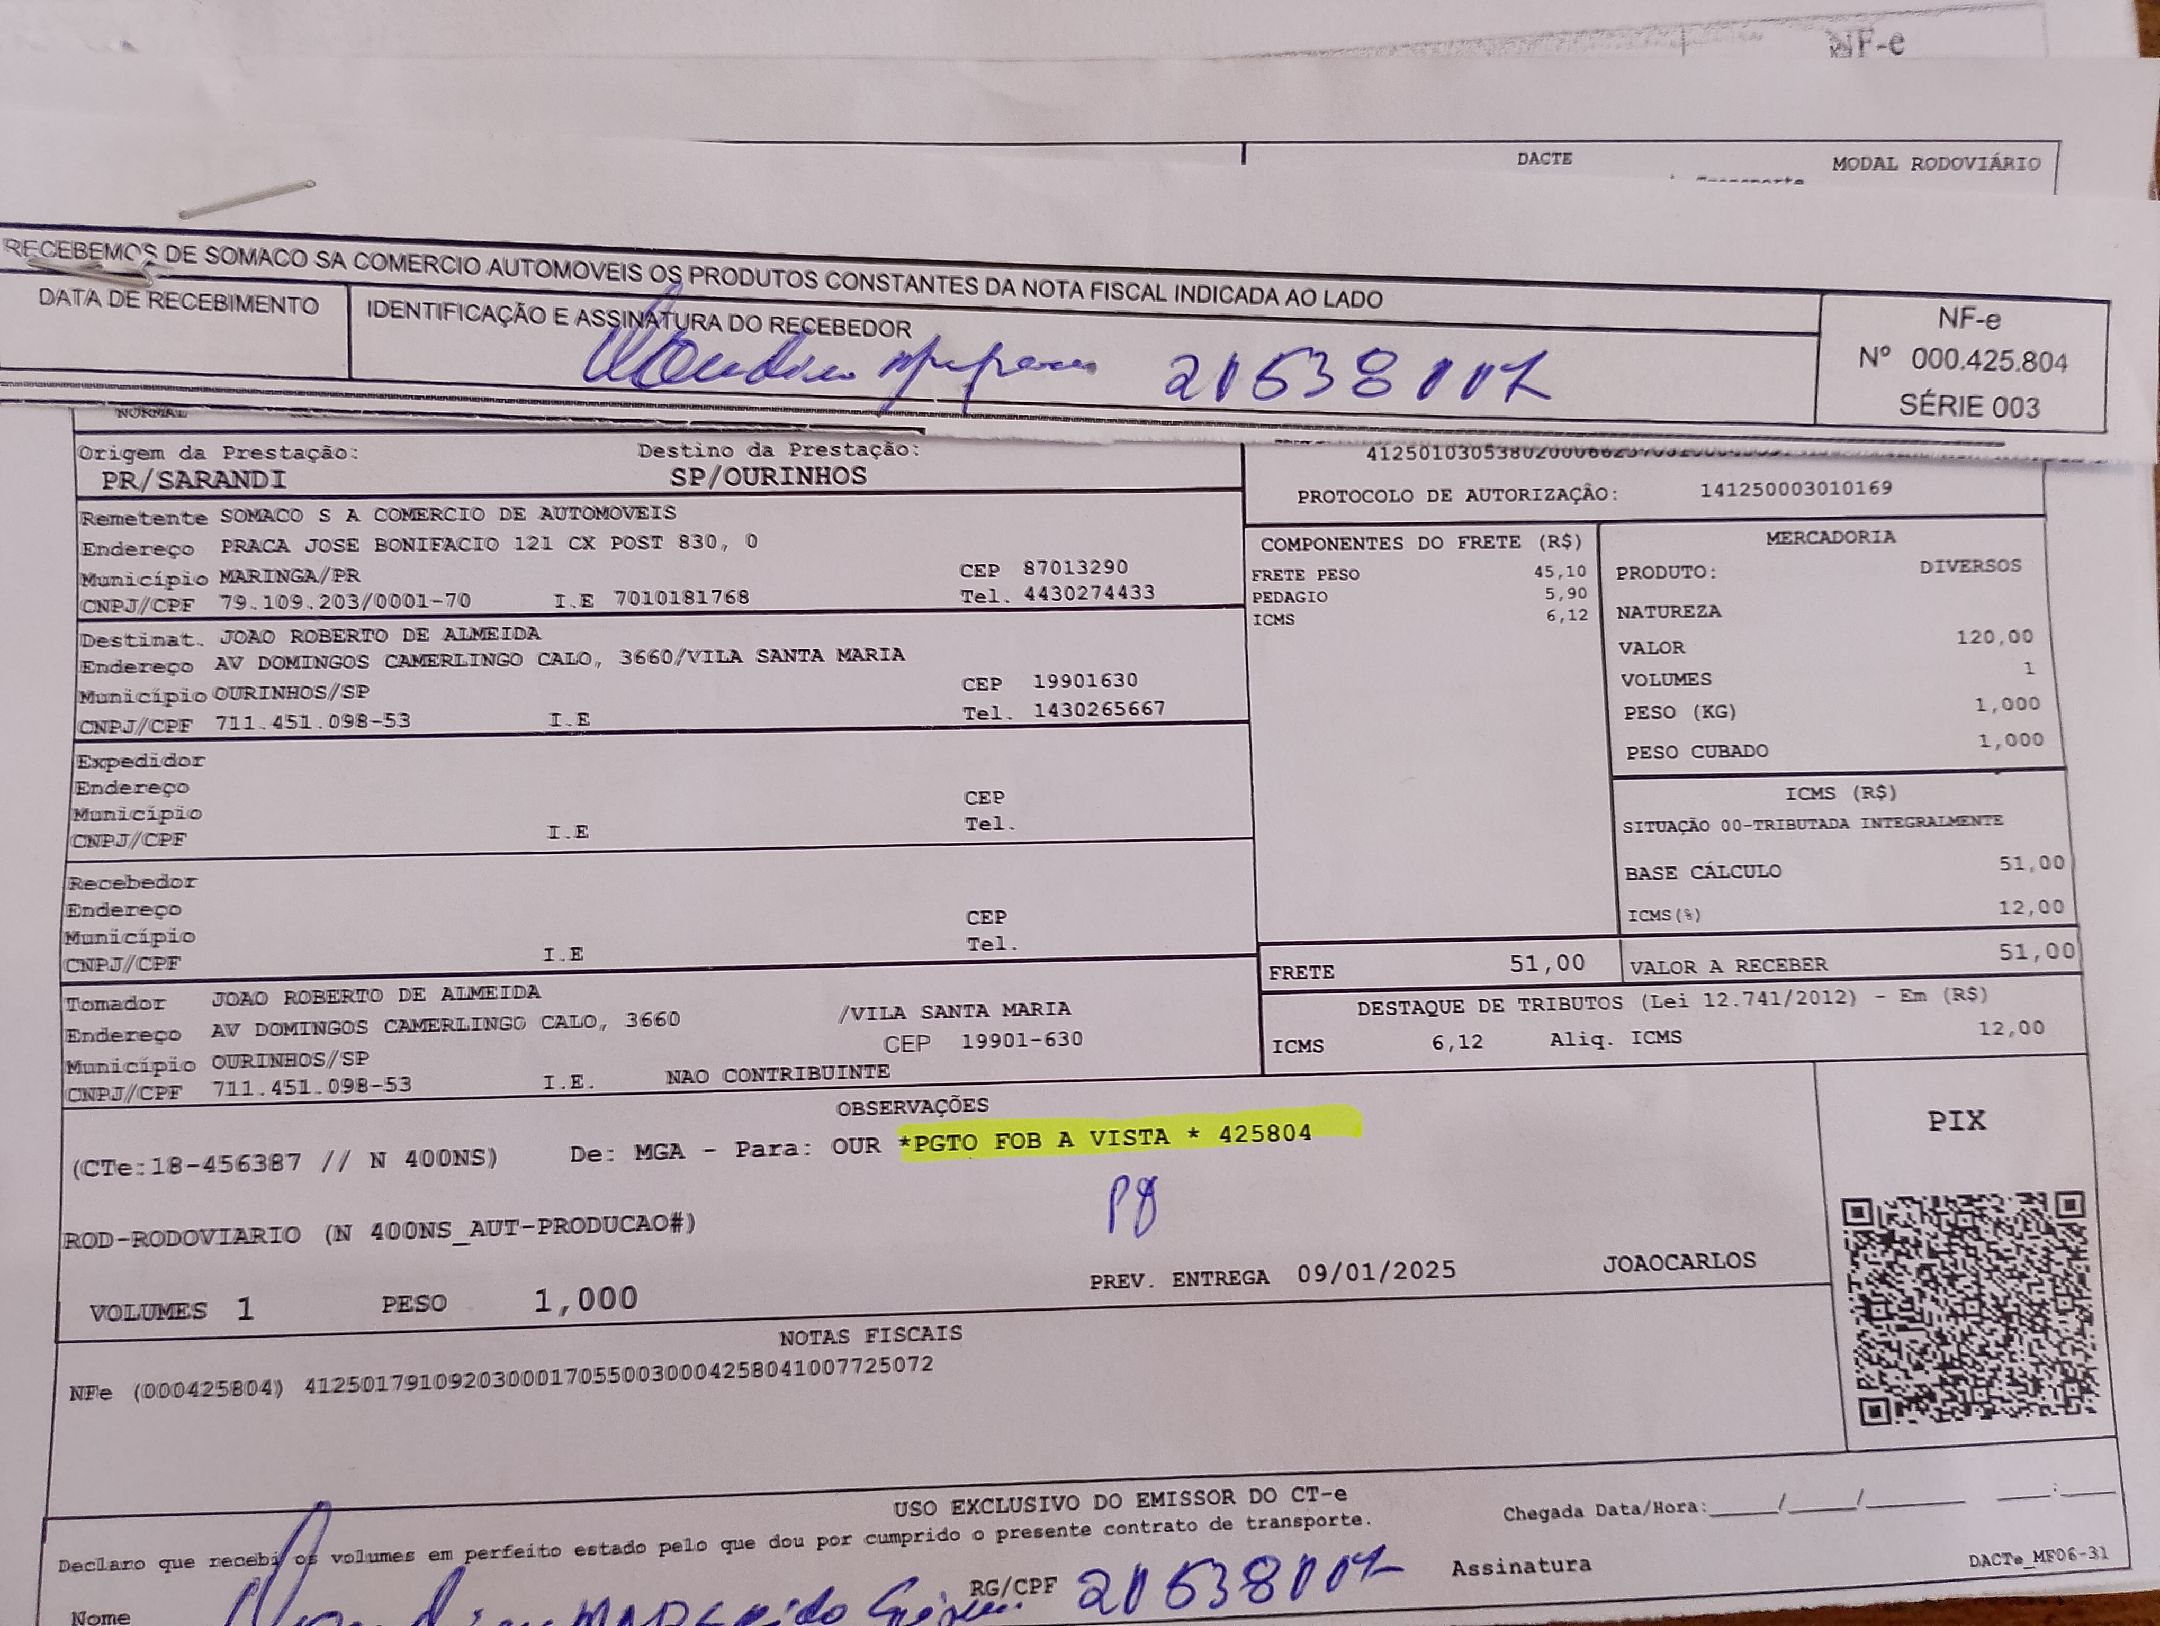 NF-e
DACTE MODAL RODOVIÁRIO
RECEBEMOS DE SOMACO SA COMERCIO AUTOMOVEIS OS PRODUTOS CONSTANTES DA NOTA FISCAL INDICADA AO LADO
DATA DE RECEBIMENTO IDENTIFICAÇÃO E ASSINATURA DO RECEBEDOR
NF-e
Nº 000.425.804
SÉRIE 003
NORMAL
Origem da Prestação: Destino da Prestação:
PR/SARANDI SP/OURINHOS
PROTOCOLO DE AUTORIZAÇÃO: 141250003010169
Remetente SOMACO S A COMERCIO DE AUTOMOVEIS
Endereço PRACA JOSE BONIFACIO 121 CX POST 830, 0
Município MARINGA/PR CEP 87013290
CNPJ/CPF 79.109.203/0001-70 I.E 7010181768 Tel. 4430274433
Destinat. JOAO ROBERTO DE ALMEIDA
Endereço AV DOMINGOS CAMERLINGO CALO, 3660/VILA SANTA MARIA
Município OURINHOS/SP CEP 19901630
CNPJ/CPF 711.451.098-53 I.E Tel. 1430265667
Expedidor
Endereço
Município CEP
CNPJ/CPF I.E Tel.
Recebedor
Endereço
Município CEP
CNPJ/CPF I.E Tel.
Tomador JOAO ROBERTO DE ALMEIDA
Endereço AV DOMINGOS CAMERLINGO CALO, 3660 /VILA SANTA MARIA
Município OURINHOS/SP CEP 19901-630
CNPJ/CPF 711.451.098-53 I.E. NAO CONTRIBUINTE
COMPONENTES DO FRETE (R$)
FRETE PESO 45,10
PEDAGIO 5,90
ICMS 6,12
MERCADORIA
PRODUTO: DIVERSOS
NATUREZA
VALOR 120,00
VOLUMES 1
PESO (KG) 1,000
PESO CUBADO 1,000
ICMS (R$)
SITUAÇÃO 00-TRIBUTADA INTEGRALMENTE
BASE CÁLCULO 51,00
ICMS(%) 12,00
FRETE 51,00 VALOR A RECEBER 51,00
DESTAQUE DE TRIBUTOS (Lei 12.741/2012) - Em (R$)
ICMS 6,12 Aliq. ICMS 12,00
OBSERVAÇÕES
(CTe:18-456387 // N 400NS) De: MGA - Para: OUR *PGTO FOB A VISTA * 425804
Pg
ROD-RODOVIARIO (N 400NS_AUT-PRODUCAO#)
PREV. ENTREGA 09/01/2025 JOAOCARLOS
VOLUMES 1 PESO 1,000
PIX
NOTAS FISCAIS
NFe (000425804) 41250179109203000170550030004258041007725072
USO EXCLUSIVO DO EMISSOR DO CT-e
Declaro que recebi os volumes em perfeito estado pelo que dou por cumprido o presente contrato de transporte.
Chegada Data/Hora:_____/_____/_______ ____:____
Nome RG/CPF Assinatura
DACTe_MF06-31